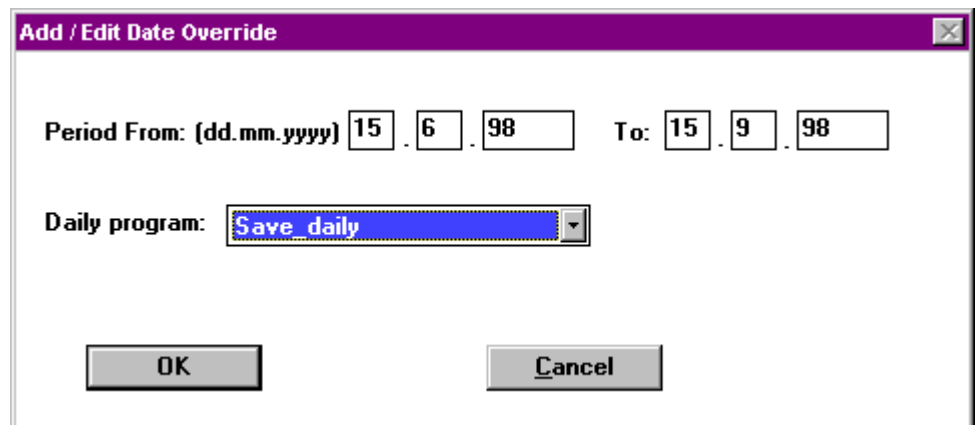 Add / Edit Date Override
Period From: (dd.mm.yyyy) 15 . 6 . 98 To: 15 . 9 . 98
Daily program: Save_daily
OK Cancel